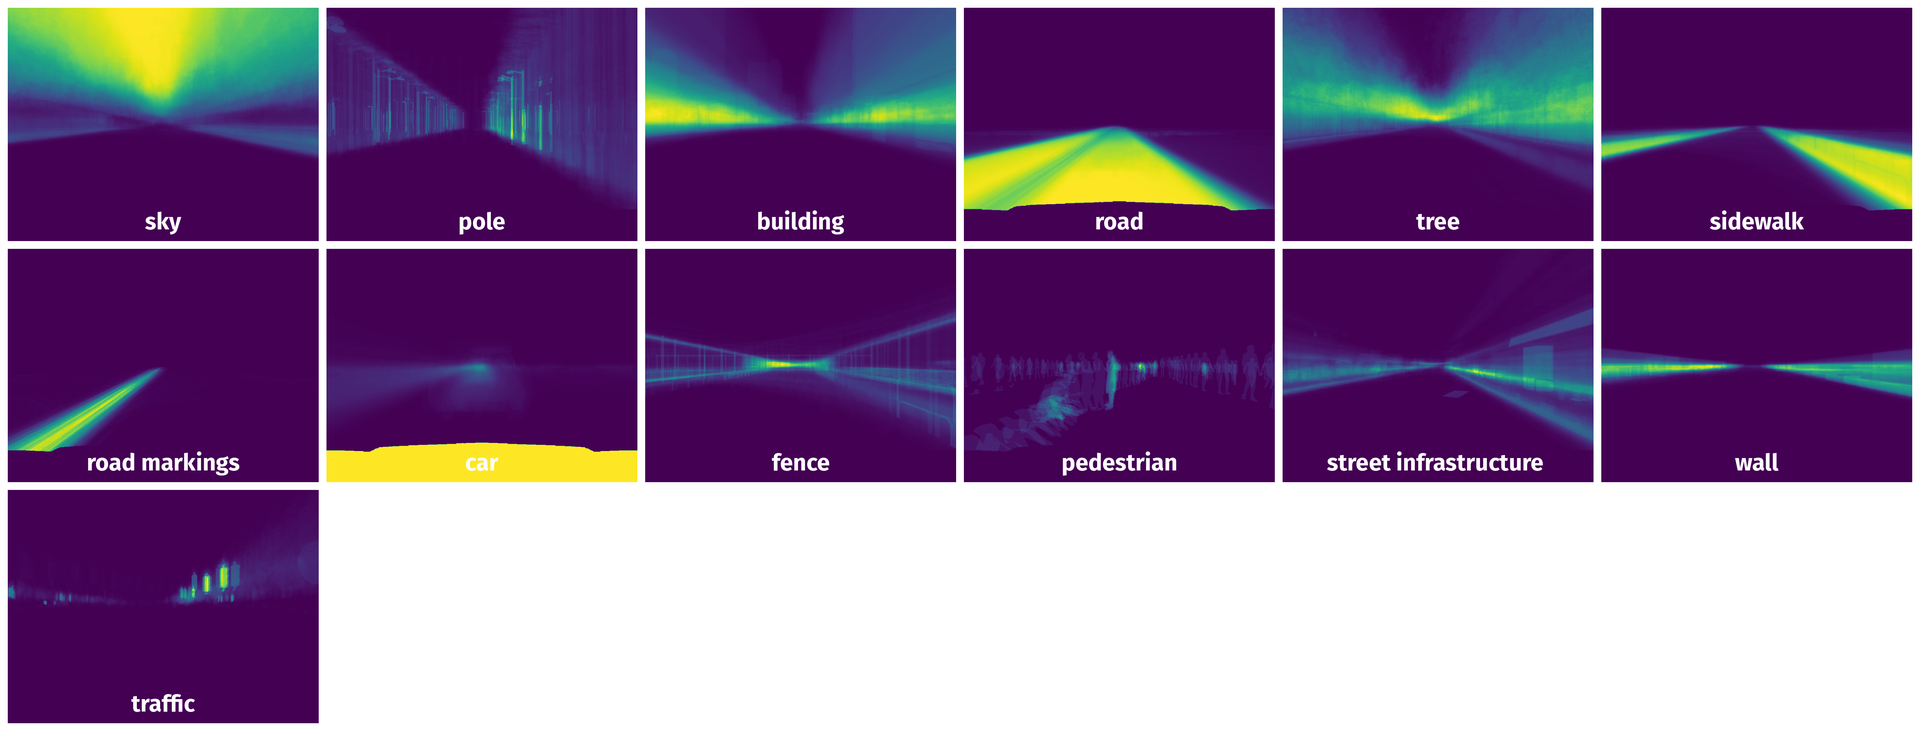 sky
pole
building
road
tree
sidewalk
road markings
car
fence
pedestrian
street infrastructure
wall
traffic